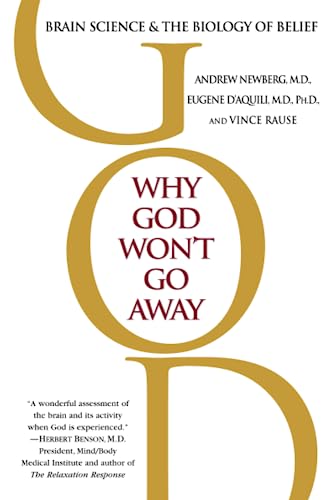 BRAIN SCIENCE & THE BIOLOGY OF BELIEF
ANDREW NEWBERG, M.D.,
EUGENE D'AQUILI, M.D., PH.D.,
AND VINCE RAUSE
GOD
WHY
GOD
WON'T
GO
AWAY
"A wonderful assessment of
the brain and its activity
when God is experienced."
—HERBERT BENSON, M.D.
President, Mind/Body
Medical Institute and author of
The Relaxation Response